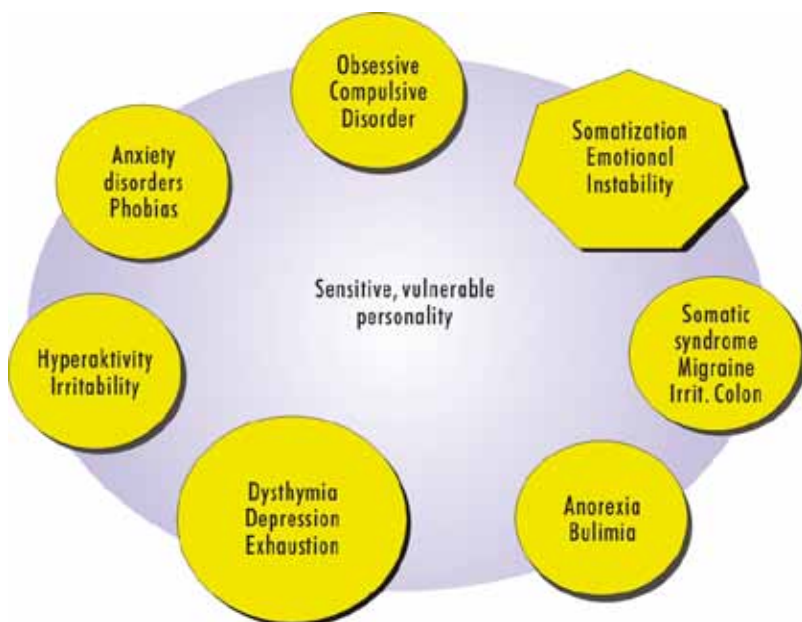 Obsessive
Compulsive
Disorder
Somatization
Emotional
Instability
Anxiety
disorders
Phobias
Sensitive, vulnerable
personality
Somatic
syndrome
Migraine
Irrit. Colon
Hyperaktivity
Irritability
Dysthymia
Depression
Exhaustion
Anorexia
Bulimia